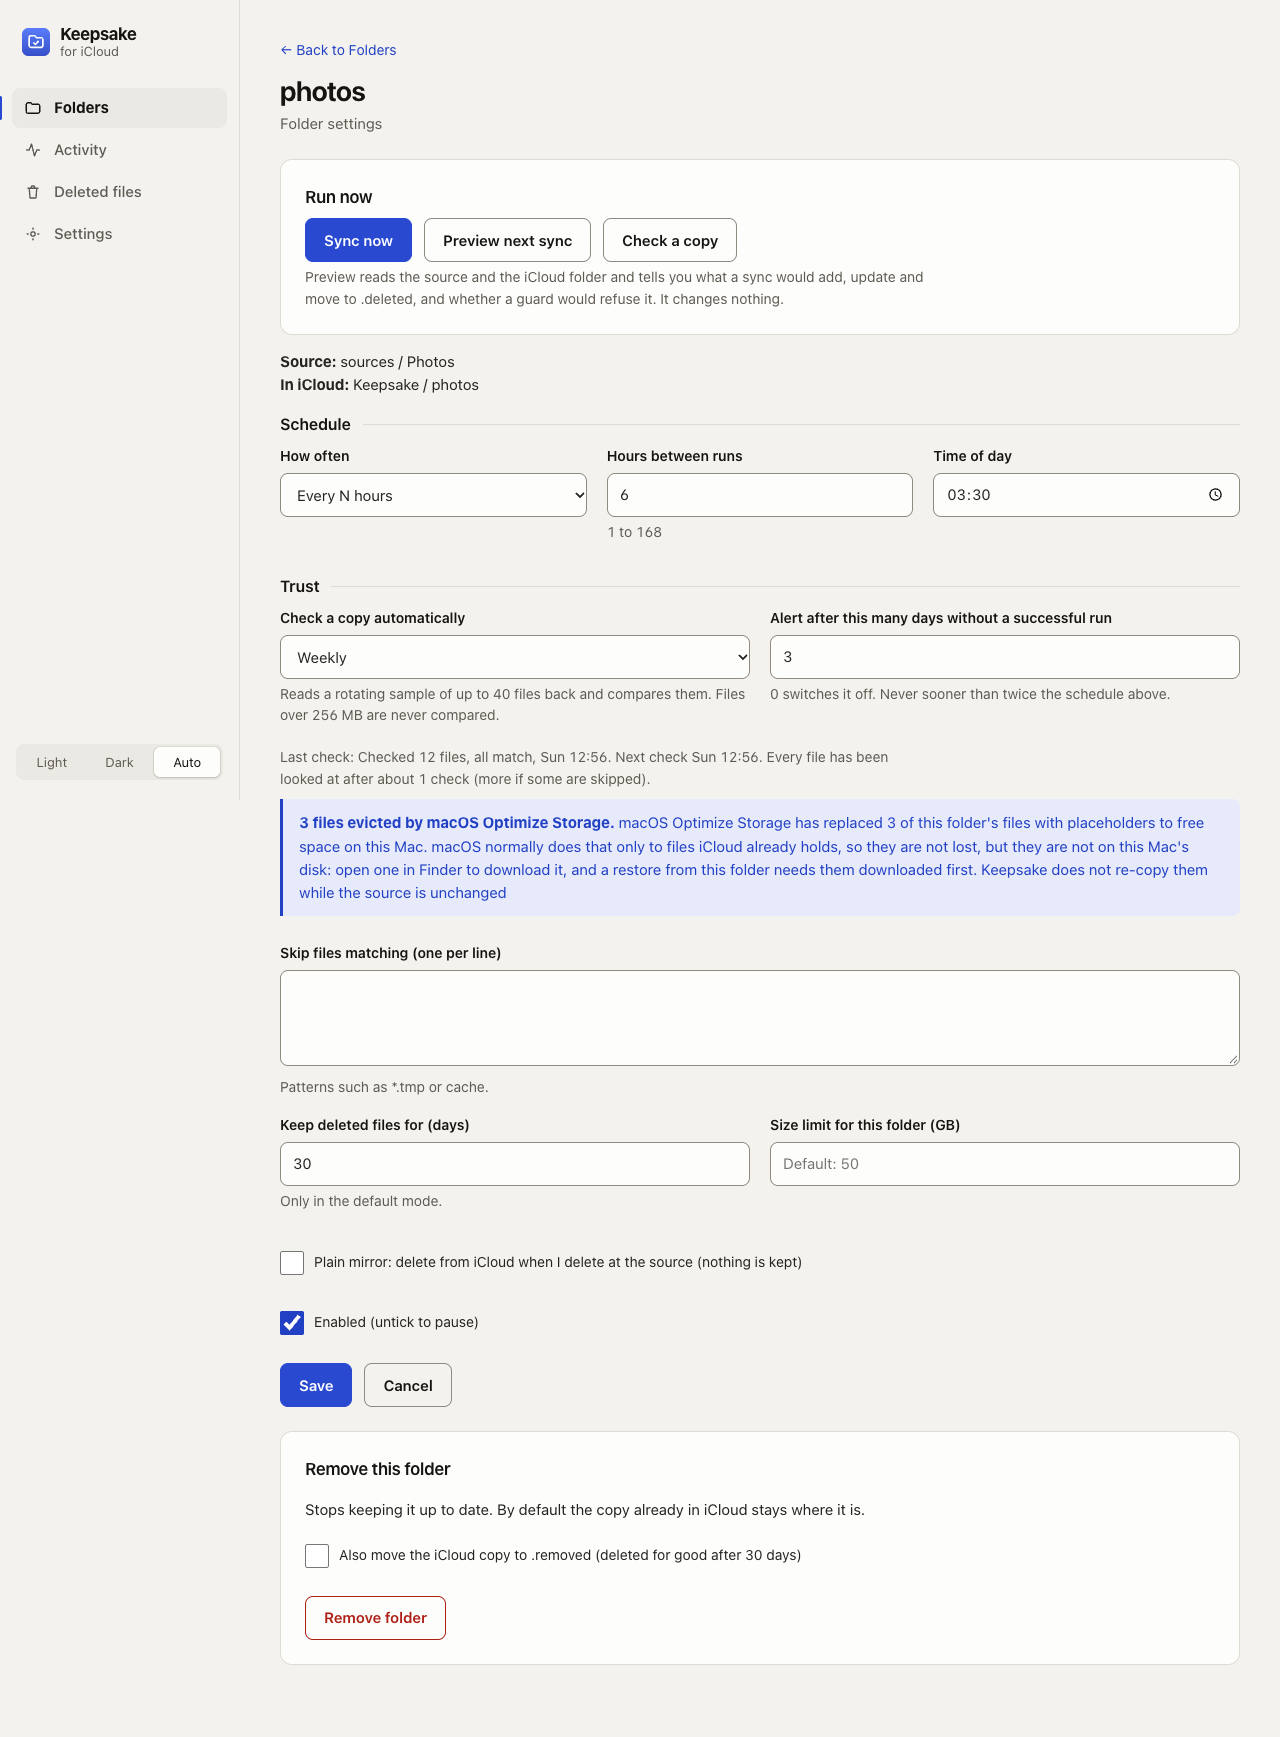 Keepsake
for iCloud
Folders
Activity
Deleted files
Settings
Light
Dark
Auto
← Back to Folders
photos
Folder settings
Run now
Sync now
Preview next sync
Check a copy
Preview reads the source and the iCloud folder and tells you what a sync would add, update and
move to .deleted, and whether a guard would refuse it. It changes nothing.
Source: sources / Photos
In iCloud: Keepsake / photos
Schedule
How often
Hours between runs
Time of day
Every N hours
6
03:30
1 to 168
Trust
Check a copy automatically
Alert after this many days without a successful run
Weekly
3
Reads a rotating sample of up to 40 files back and compares them. Files
over 256 MB are never compared.
0 switches it off. Never sooner than twice the schedule above.
Last check: Checked 12 files, all match, Sun 12:56. Next check Sun 12:56. Every file has been
looked at after about 1 check (more if some are skipped).
3 files evicted by macOS Optimize Storage. macOS Optimize Storage has replaced 3 of this folder's files with placeholders to free
space on this Mac. macOS normally does that only to files iCloud already holds, so they are not lost, but they are not on this Mac's
disk: open one in Finder to download it, and a restore from this folder needs them downloaded first. Keepsake does not re-copy them
while the source is unchanged
Skip files matching (one per line)
Patterns such as *.tmp or cache.
Keep deleted files for (days)
Size limit for this folder (GB)
30
Default: 50
Only in the default mode.
Plain mirror: delete from iCloud when I delete at the source (nothing is kept)
Enabled (untick to pause)
Save
Cancel
Remove this folder
Stops keeping it up to date. By default the copy already in iCloud stays where it is.
Also move the iCloud copy to .removed (deleted for good after 30 days)
Remove folder